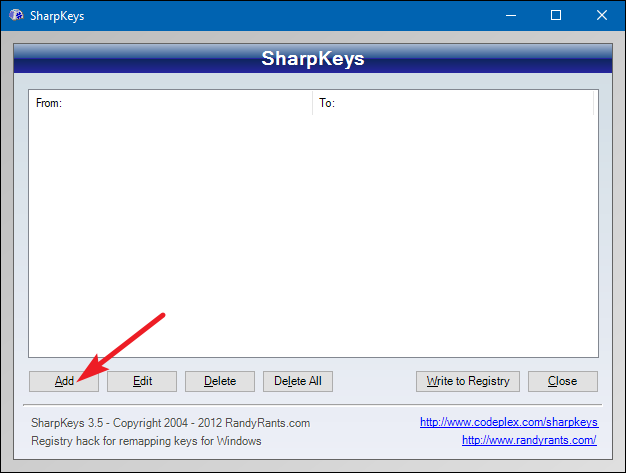 SharpKeys
SharpKeys
From: To:
Add Edit Delete Delete All Write to Registry Close
SharpKeys 3.5 - Copyright 2004 - 2012 RandyRants.com http://www.codeplex.com/sharpkeys
Registry hack for remapping keys for Windows http://www.randyrants.com/